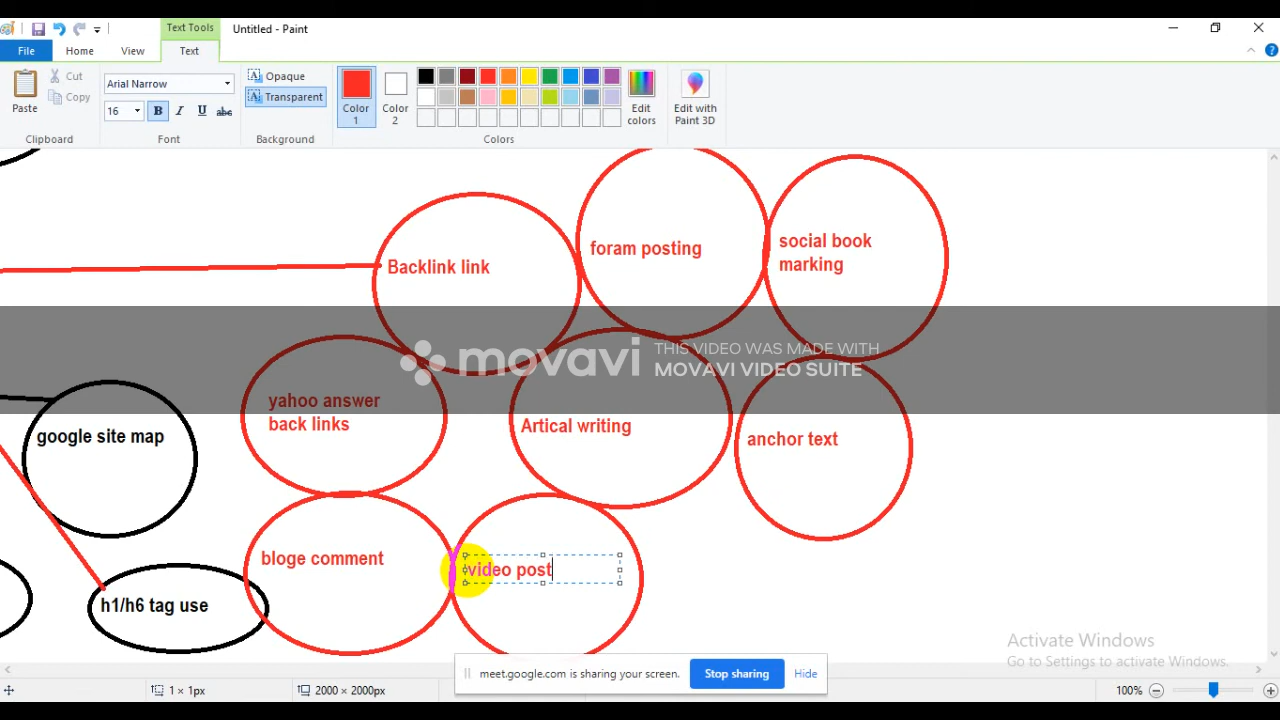 Text Tools
Untitled - Paint
File
Home
View
Text
Paste
Cut
Copy
Clipboard
Arial Narrow
16
B
I
U
abc
Font
Opaque
Transparent
Background
Color
1
Color
2
Edit
colors
Colors
Edit with
Paint 3D
Backlink link
foram posting
social book
marking
yahoo answer
back links
Artical writing
anchor text
google site map
bloge comment
video post
h1/h6 tag use
movavi
THIS VIDEO WAS MADE WITH
MOVAVI VIDEO SUITE
Activate Windows
Go to Settings to activate Windows.
meet.google.com is sharing your screen.
Stop sharing
Hide
1 × 1px
2000 × 2000px
100%